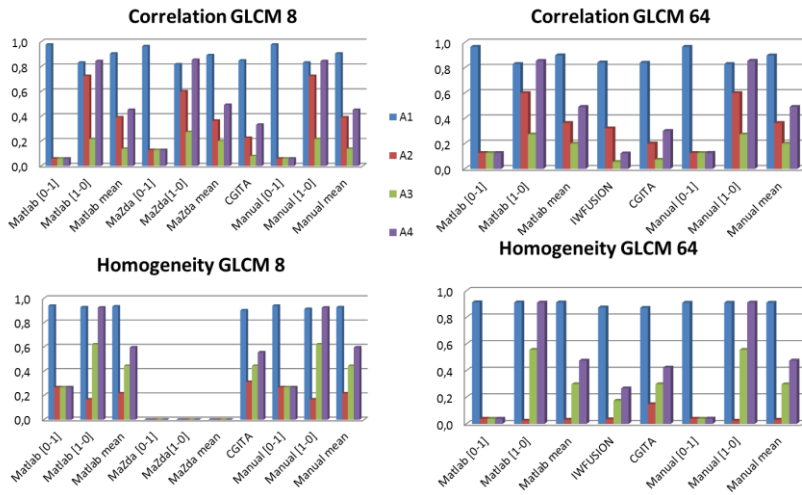 Correlation GLCM 8
1,0
0,8
0,6
0,4
0,2
0,0
Matlab [0-1]
Matlab [1-0]
Matlab mean
MaZda [0-1]
MaZda[1-0]
MaZda mean
CGITA
Manual [0-1]
Manual [1-0]
Manual mean
A1
A2
A3
A4
Correlation GLCM 64
1,0
0,8
0,6
0,4
0,2
0,0
Matlab [0-1]
Matlab [1-0]
Matlab mean
IWFUSION
CGITA
Manual [0-1]
Manual [1-0]
Manual mean
Homogeneity GLCM 8
1,0
0,8
0,6
0,4
0,2
0,0
Matlab [0-1]
Matlab [1-0]
Matlab mean
MaZda [0-1]
MaZda[1-0]
MaZda mean
CGITA
Manual [0-1]
Manual [1-0]
Manual mean
Homogeneity GLCM 64
1,0
0,8
0,6
0,4
0,2
0,0
Matlab [0-1]
Matlab [1-0]
Matlab mean
IWFUSION
CGITA
Manual [0-1]
Manual [1-0]
Manual mean